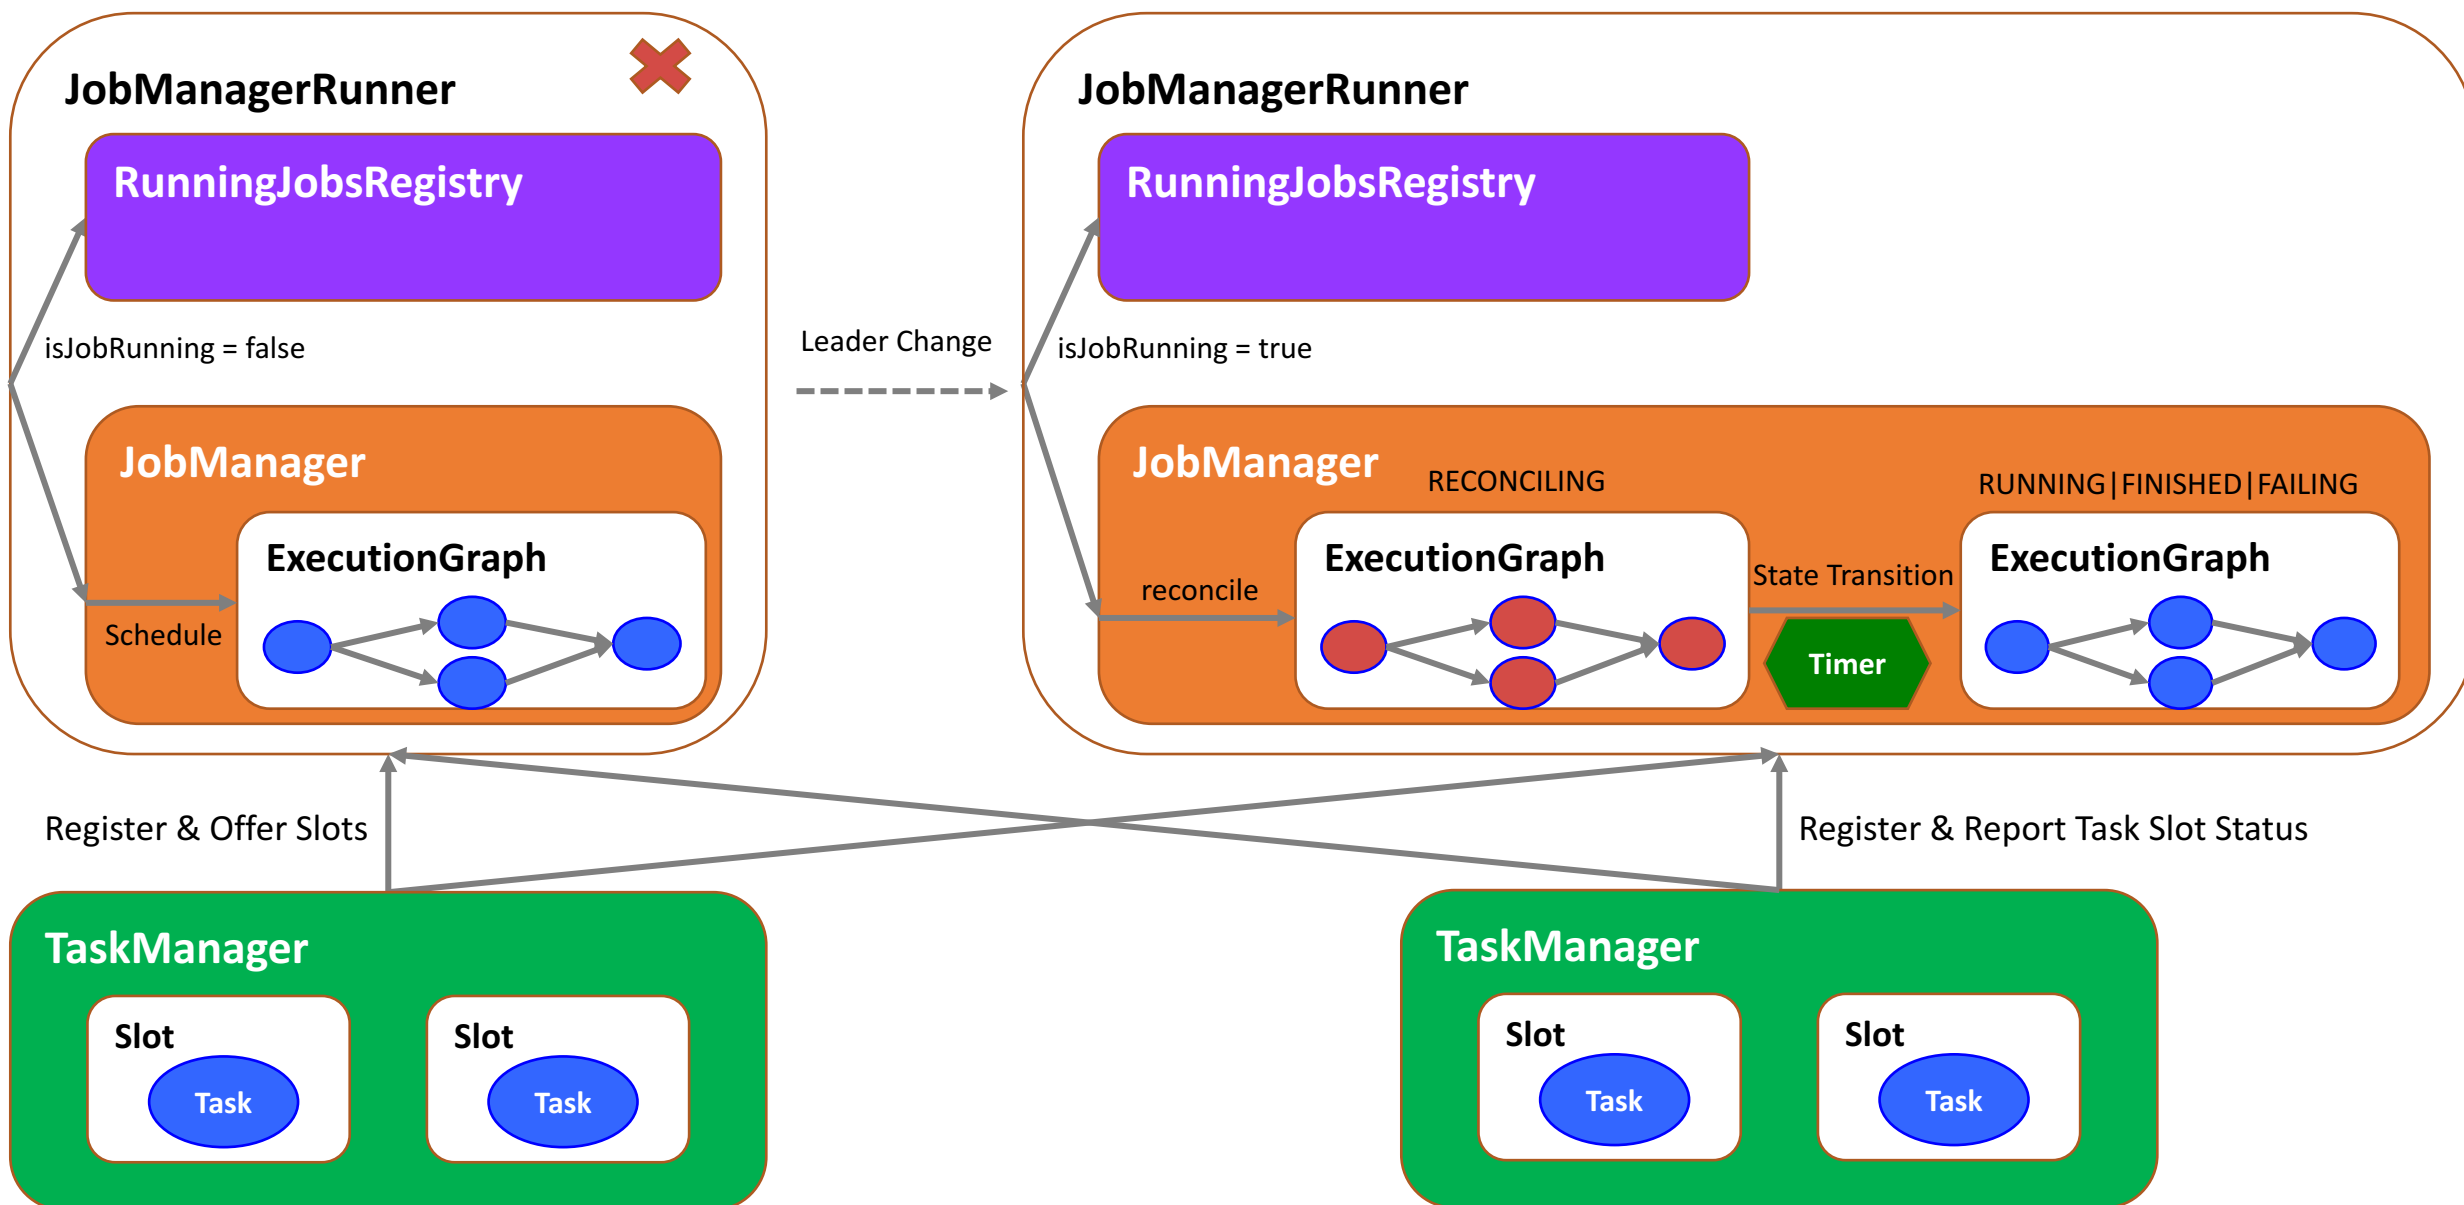 JobManagerRunner
RunningJobsRegistry
isJobRunning = false
JobManager
ExecutionGraph
Schedule
Leader Change
JobManagerRunner
RunningJobsRegistry
isJobRunning = true
JobManager
RECONCILING
RUNNING|FINISHED|FAILING
reconcile
ExecutionGraph
State Transition
Timer
ExecutionGraph
Register & Offer Slots
Register & Report Task Slot Status
TaskManager
Slot
Task
Slot
Task
TaskManager
Slot
Task
Slot
Task